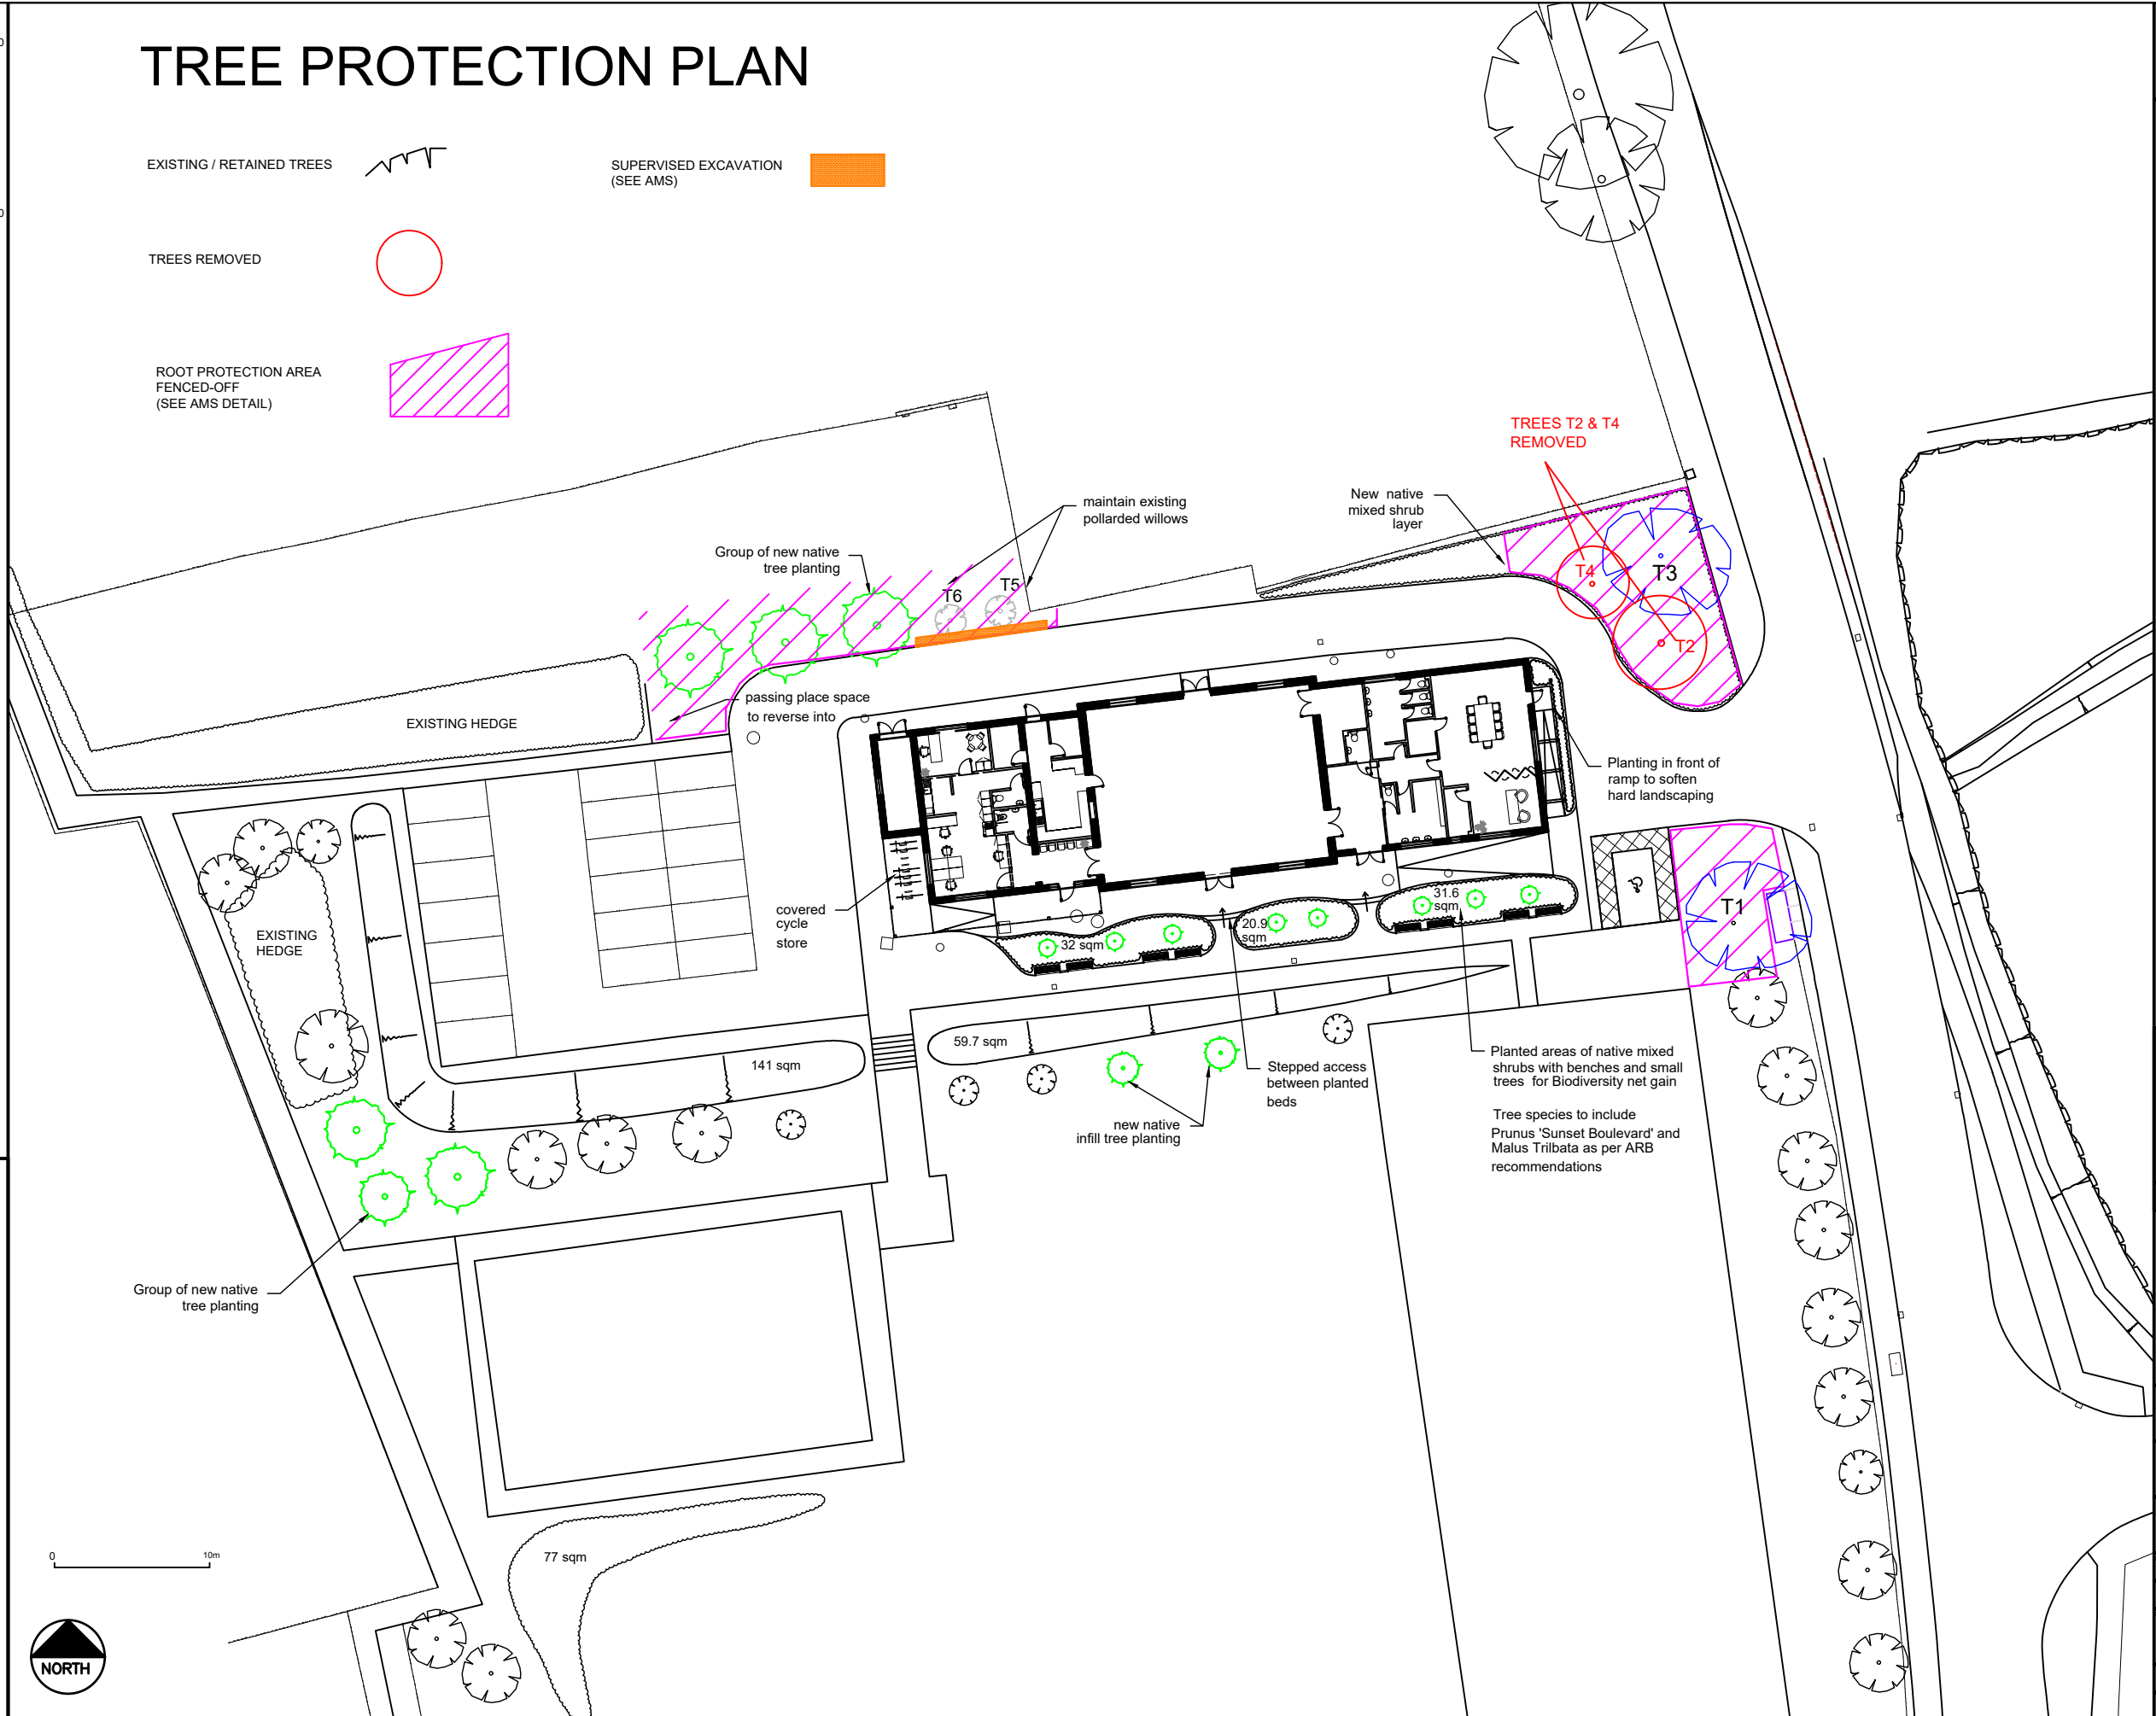 TREE PROTECTION PLAN
EXISTING / RETAINED TREES
SUPERVISED EXCAVATION
(SEE AMS)
TREES REMOVED
ROOT PROTECTION AREA
FENCED-OFF
(SEE AMS DETAIL)
TREES T2 & T4
REMOVED
New native
mixed shrub
layer
maintain existing
pollarded willows
Group of new native
tree planting
T6
T5
T4
T3
T2
passing place space
to reverse into
EXISTING HEDGE
Planting in front of
ramp to soften
hard landscaping
covered
cycle
store
EXISTING
HEDGE
32 sqm
20.9
sqm
31.6
sqm
T1
59.7 sqm
141 sqm
Stepped access
between planted
beds
new native
infill tree planting
Planted areas of native mixed
shrubs with benches and small
trees for Biodiversity net gain
Tree species to include
Prunus 'Sunset Boulevard' and
Malus Trilbata as per ARB
recommendations
Group of new native
tree planting
77 sqm
0
10m
NORTH